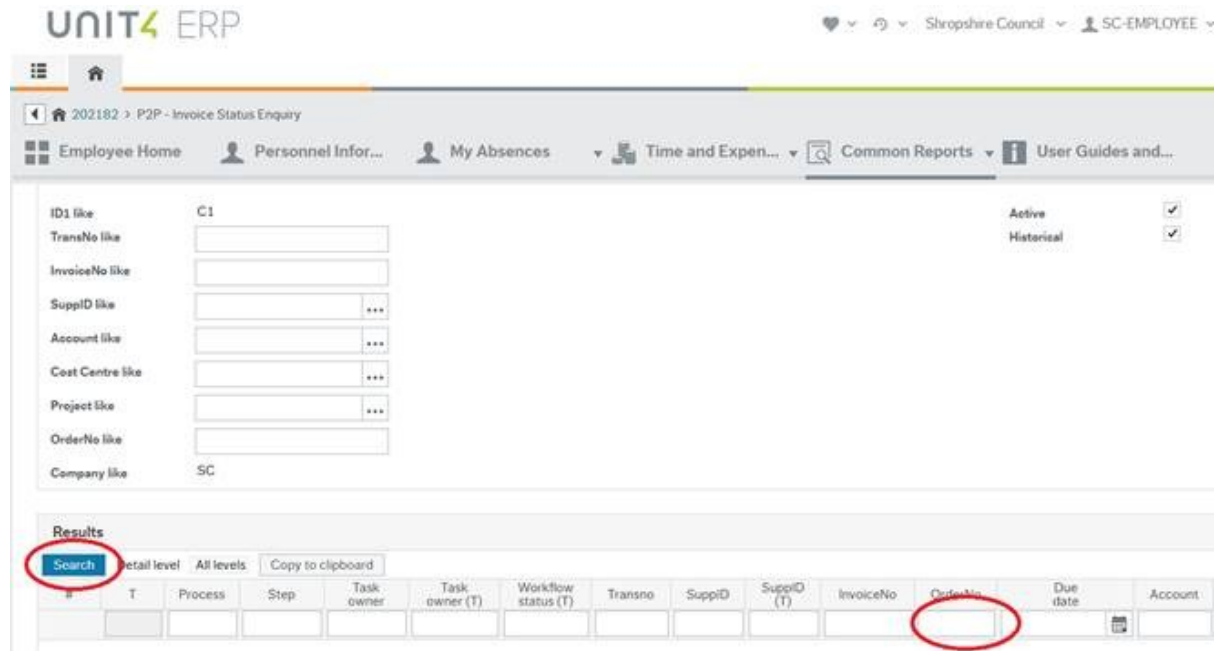 UNIT4 ERP
Shropshire Council SC-EMPLOYEE
202182 > P2P - Invoice Status Enquiry
Employee Home Personnel Infor... My Absences Time and Expen... Common Reports User Guides and...
ID1 like C1 Active
TransNo like Historical
InvoiceNo like
SuppID like ...
Account like ...
Cost Centre like ...
Project like ...
OrderNo like
Company like SC
Results
Search Detail level All levels Copy to clipboard
# T Process Step Task owner Task owner (T) Workflow status (T) Transno SuppID SuppID (T) InvoiceNo OrderNo Due date Account